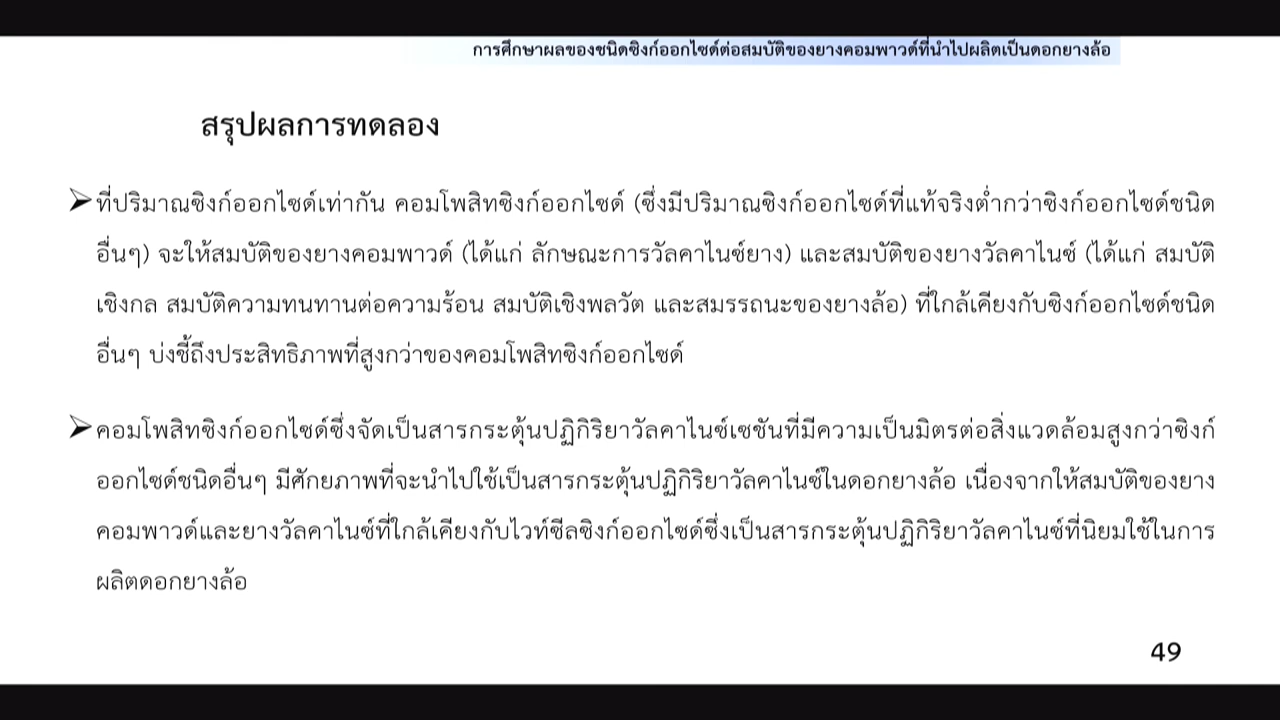 การศึกษาผลของชนิดซิงก์ออกไซด์ต่อสมบัติของยางคอมพาวด์ที่นำไปผลิตเป็นดอกยางล้อ
สรุปผลการทดลอง
➢ที่ปริมาณซิงก์ออกไซด์เท่ากัน คอมโพสิทซิงก์ออกไซด์ (ซึ่งมีปริมาณซิงก์ออกไซด์ที่แท้จริงต่ำกว่าซิงก์ออกไซด์ชนิด
อื่นๆ) จะให้สมบัติของยางคอมพาวด์ (ได้แก่ ลักษณะการวัลคาไนซ์ยาง) และสมบัติของยางวัลคาไนซ์ (ได้แก่ สมบัติ
เชิงกล สมบัติความทนทานต่อความร้อน สมบัติเชิงพลวัต และสมรรถนะของยางล้อ) ที่ใกล้เคียงกับซิงก์ออกไซด์ชนิด
อื่นๆ บ่งชี้ถึงประสิทธิภาพที่สูงกว่าของคอมโพสิทซิงก์ออกไซด์
➢คอมโพสิทซิงก์ออกไซด์ซึ่งจัดเป็นสารกระตุ้นปฏิกิริยาวัลคาไนซ์เซชันที่มีความเป็นมิตรต่อสิ่งแวดล้อมสูงกว่าซิงก์
ออกไซด์ชนิดอื่นๆ มีศักยภาพที่จะนำไปใช้เป็นสารกระตุ้นปฏิกิริยาวัลคาไนซ์ในดอกยางล้อ เนื่องจากให้สมบัติของยาง
คอมพาวด์และยางวัลคาไนซ์ที่ใกล้เคียงกับไวท์ซีลซิงก์ออกไซด์ซึ่งเป็นสารกระตุ้นปฏิกิริยาวัลคาไนซ์ที่นิยมใช้ในการ
ผลิตดอกยางล้อ
49